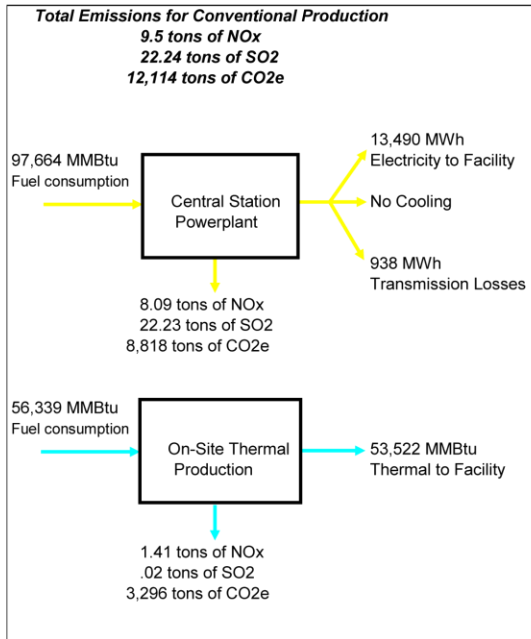 Total Emissions for Conventional Production
9.5 tons of NOx
22.24 tons of SO2
12,114 tons of CO2e
97,664 MMBtu
Fuel consumption
Central Station
Powerplant
13,490 MWh
Electricity to Facility
No Cooling
938 MWh
Transmission Losses
8.09 tons of NOx
22.23 tons of SO2
8,818 tons of CO2e
56,339 MMBtu
Fuel consumption
On-Site Thermal
Production
53,522 MMBtu
Thermal to Facility
1.41 tons of NOx
.02 tons of SO2
3,296 tons of CO2e